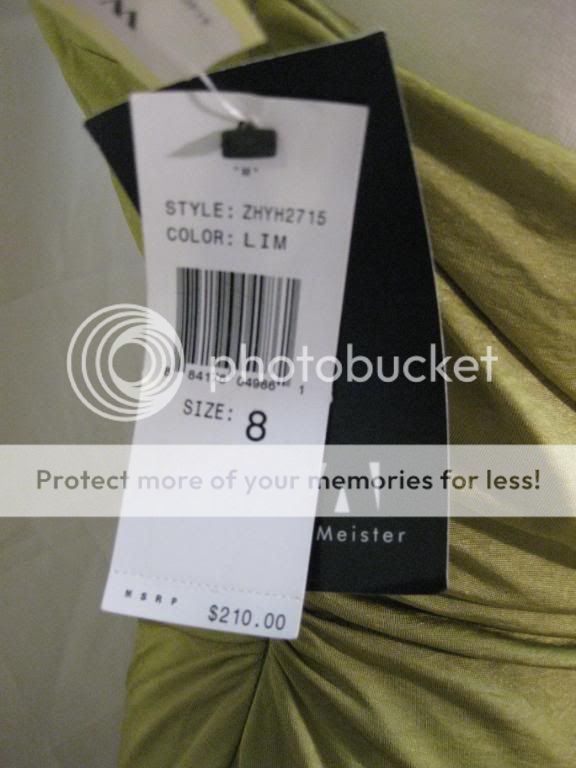 "M"
STYLE: ZHYH2715
COLOR: LIM
photobucket
SIZE: 8
Protect more of your memories for less!
Meister
MSRP
$210.00